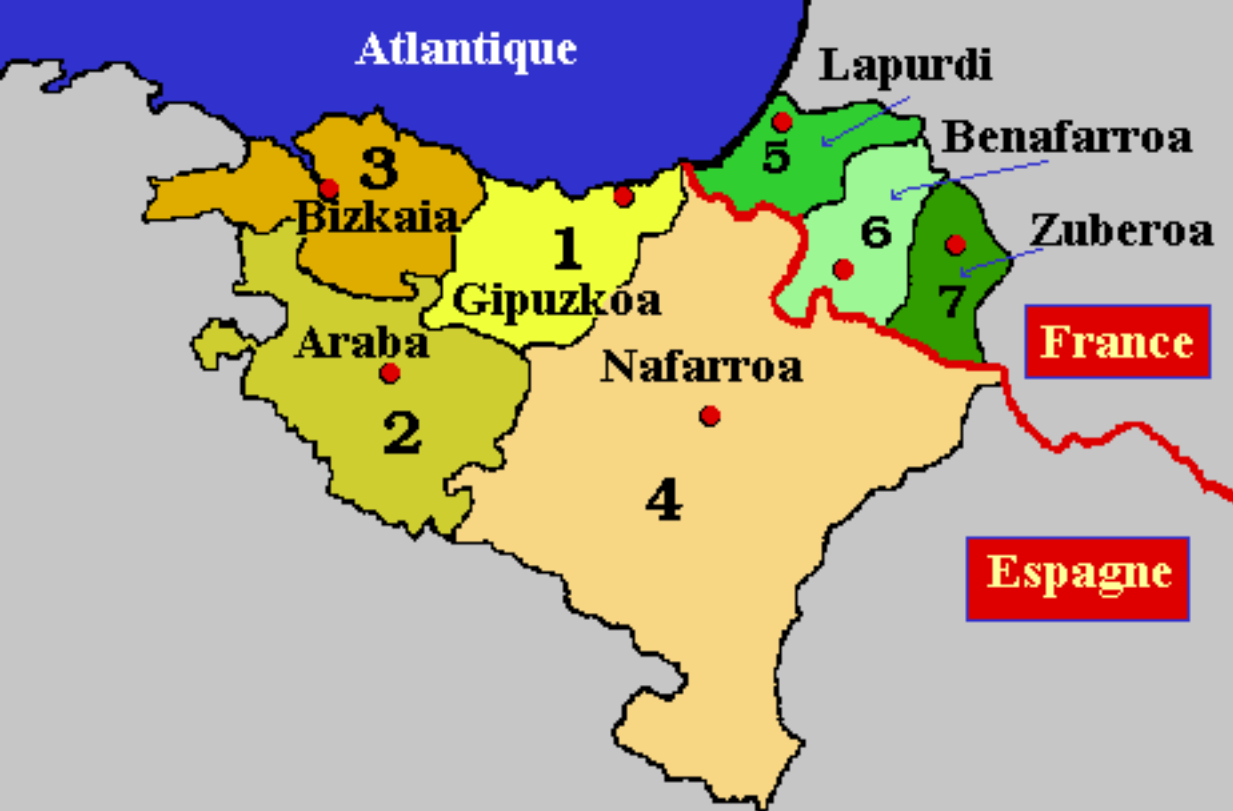 Atlantique
Lapurdi
Benafarroa
5
3
Bizkaia
6
Zuberoa
1
7
Gipuzkoa
France
Araba
Nafarroa
2
4
Espagne